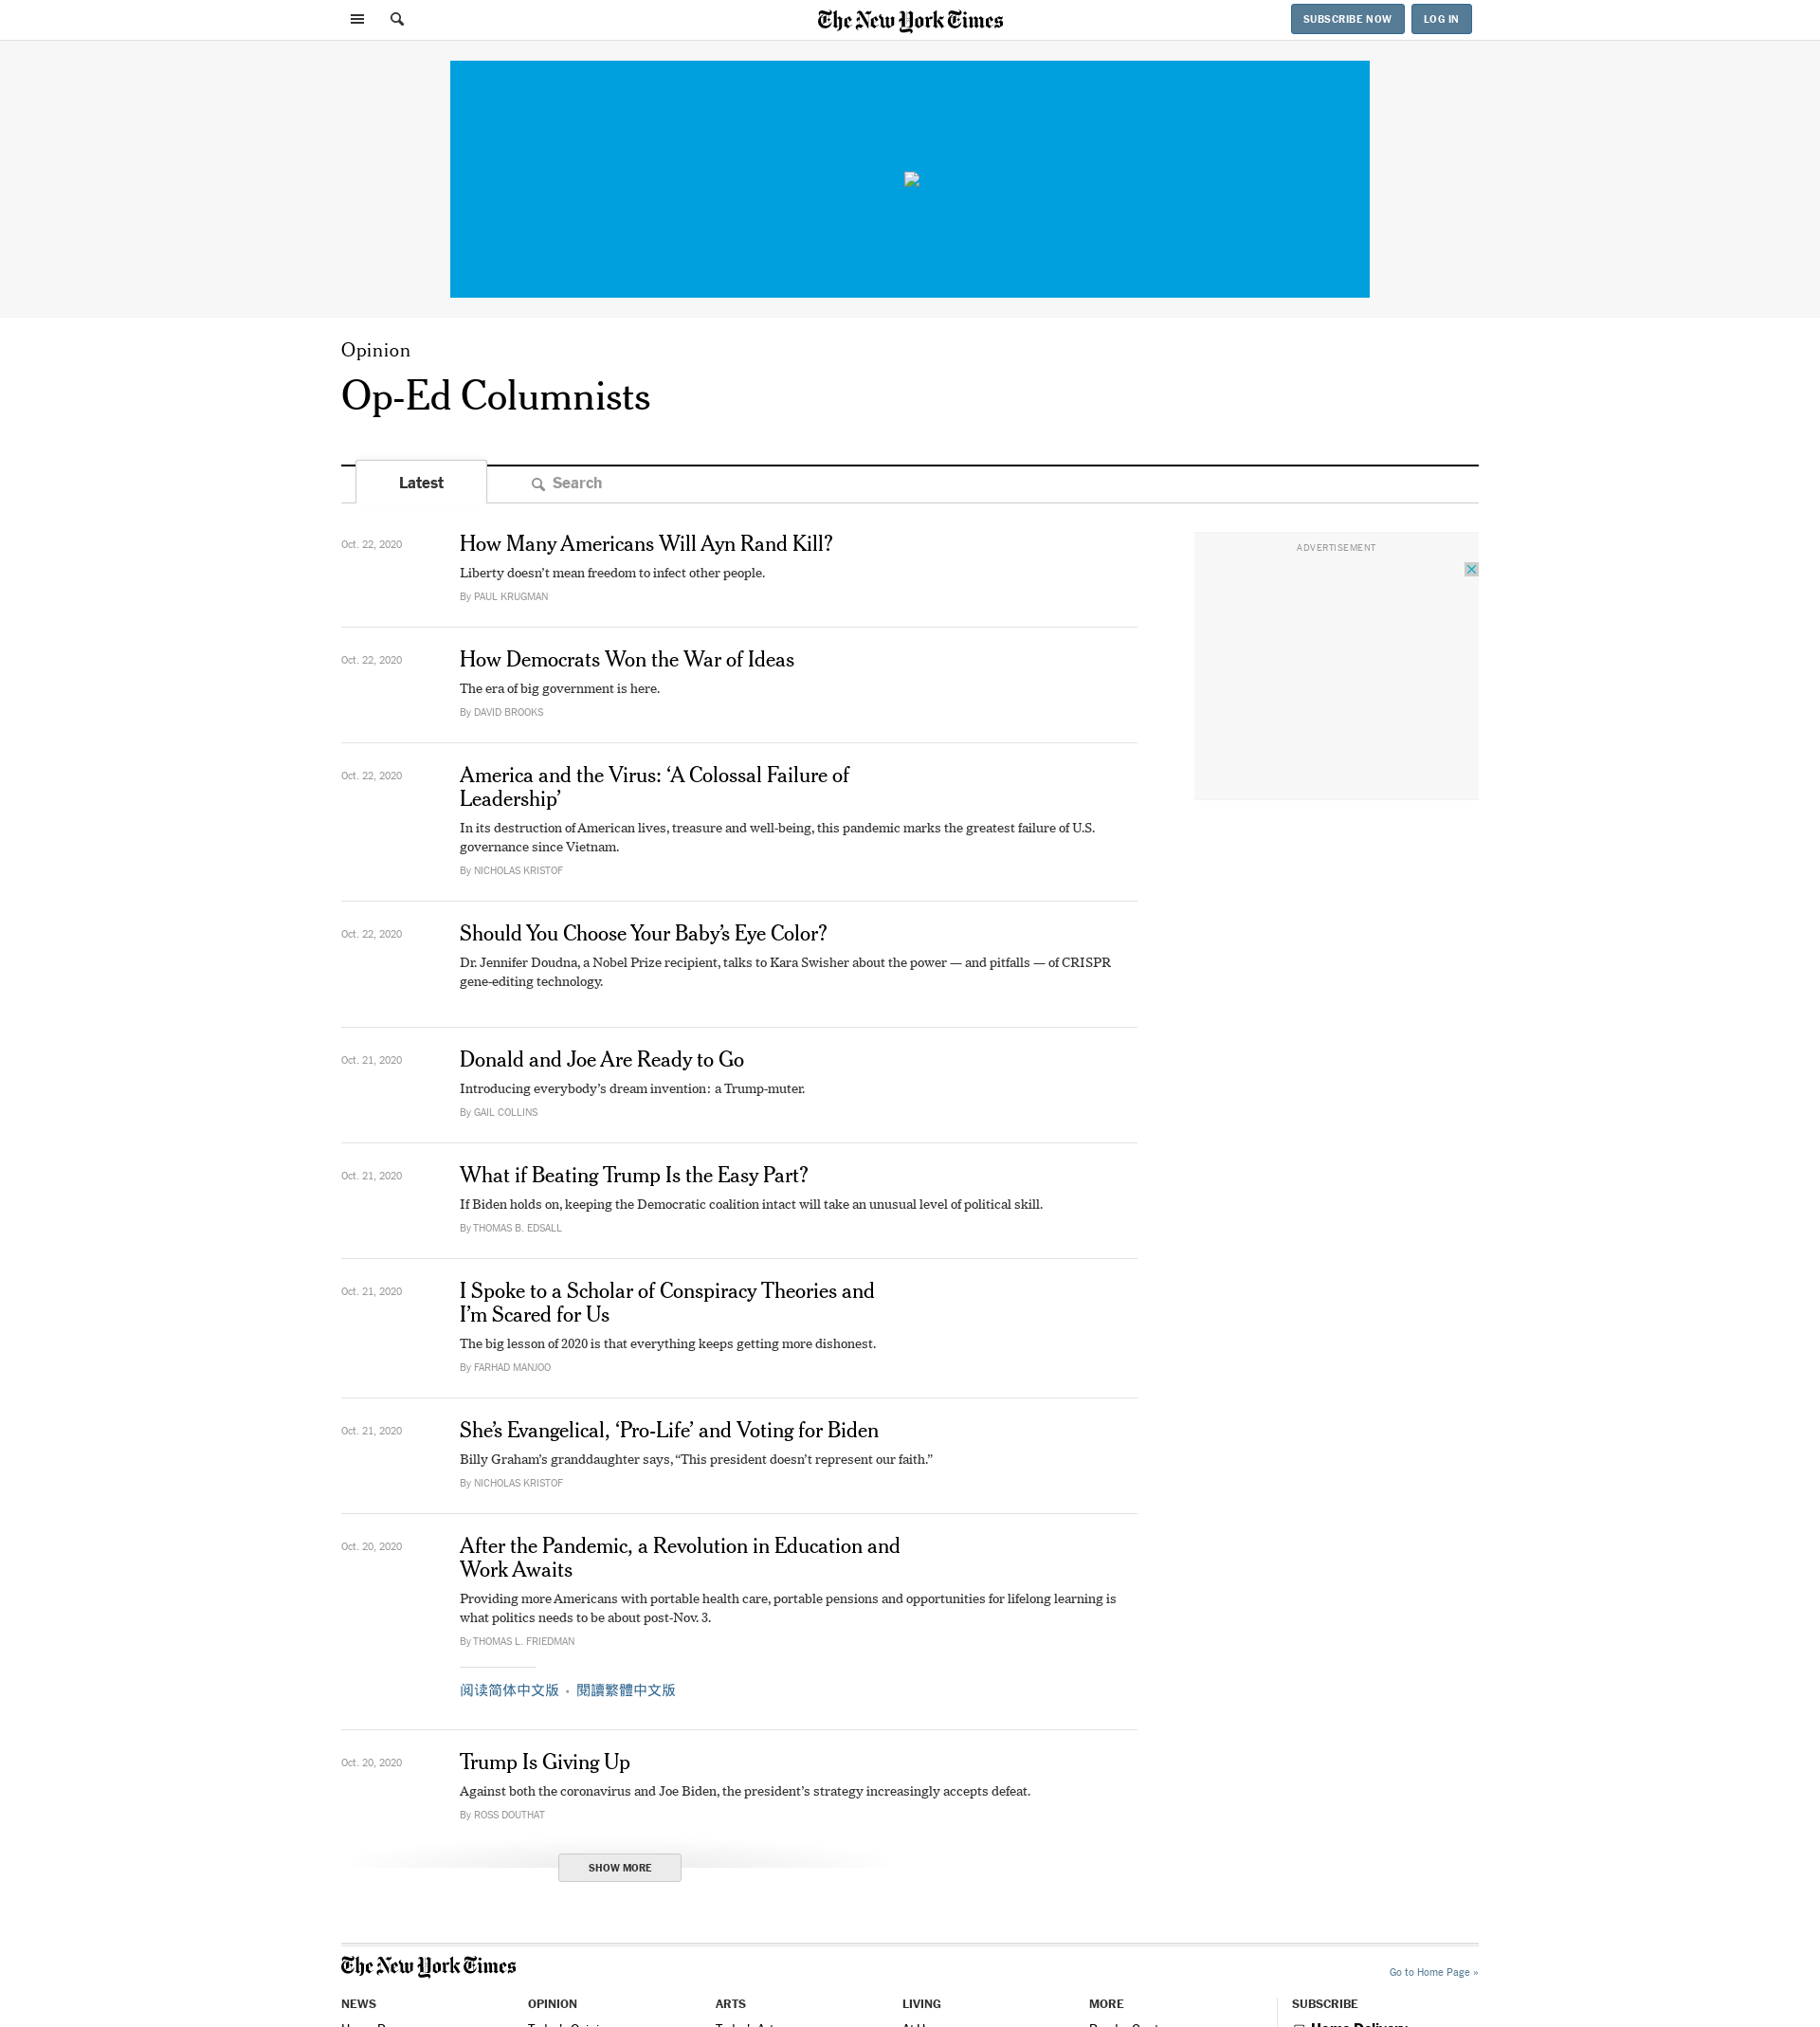 The New York Times
SUBSCRIBE NOW
LOG IN
Opinion
Op-Ed Columnists
Latest
Search
Oct. 22, 2020
How Many Americans Will Ayn Rand Kill?
Liberty doesn’t mean freedom to infect other people.
By PAUL KRUGMAN
ADVERTISEMENT
Oct. 22, 2020
How Democrats Won the War of Ideas
The era of big government is here.
By DAVID BROOKS
Oct. 22, 2020
America and the Virus: ‘A Colossal Failure of
Leadership’
In its destruction of American lives, treasure and well-being, this pandemic marks the greatest failure of U.S.
governance since Vietnam.
By NICHOLAS KRISTOF
Oct. 22, 2020
Should You Choose Your Baby’s Eye Color?
Dr. Jennifer Doudna, a Nobel Prize recipient, talks to Kara Swisher about the power — and pitfalls — of CRISPR
gene-editing technology.
Oct. 21, 2020
Donald and Joe Are Ready to Go
Introducing everybody’s dream invention: a Trump-muter.
By GAIL COLLINS
Oct. 21, 2020
What if Beating Trump Is the Easy Part?
If Biden holds on, keeping the Democratic coalition intact will take an unusual level of political skill.
By THOMAS B. EDSALL
Oct. 21, 2020
I Spoke to a Scholar of Conspiracy Theories and
I’m Scared for Us
The big lesson of 2020 is that everything keeps getting more dishonest.
By FARHAD MANJOO
Oct. 21, 2020
She’s Evangelical, ‘Pro-Life’ and Voting for Biden
Billy Graham’s granddaughter says, “This president doesn’t represent our faith.”
By NICHOLAS KRISTOF
Oct. 20, 2020
After the Pandemic, a Revolution in Education and
Work Awaits
Providing more Americans with portable health care, portable pensions and opportunities for lifelong learning is
what politics needs to be about post-Nov. 3.
By THOMAS L. FRIEDMAN
阅读简体中文版 • 閱讀繁體中文版
Oct. 20, 2020
Trump Is Giving Up
Against both the coronavirus and Joe Biden, the president’s strategy increasingly accepts defeat.
By ROSS DOUTHAT
SHOW MORE
The New York Times
Go to Home Page »
NEWS
OPINION
ARTS
LIVING
MORE
SUBSCRIBE
Home Delivery